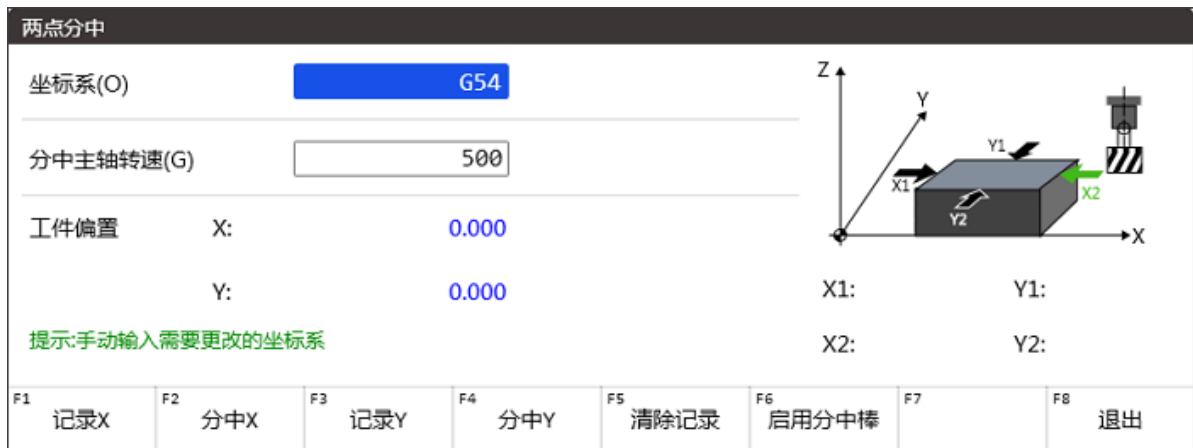 两点分中
坐标系(O) G54
分中主轴转速(G) 500
工件偏置 X: 0.000
Y: 0.000
提示:手动输入需要更改的坐标系
Z
Y
Y1
X1
X2
Y2
X
X1: Y1:
X2: Y2:
F1 记录X F2 分中X F3 记录Y F4 分中Y F5 清除记录 F6 启用分中棒 F7 F8 退出